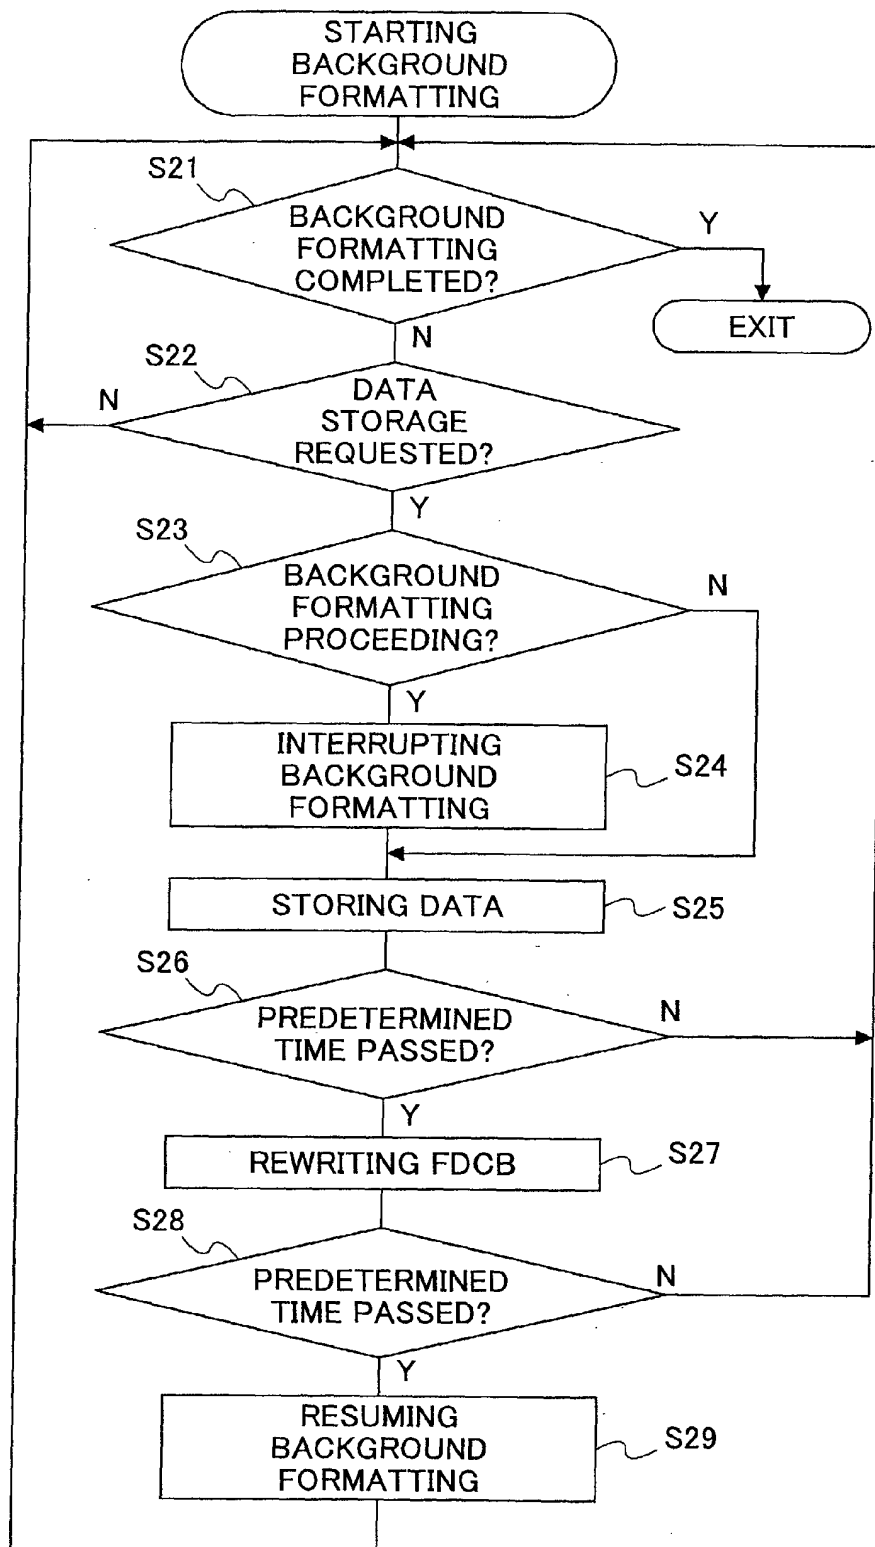 STARTING
BACKGROUND
FORMATTING
S21
BACKGROUND
FORMATTING
COMPLETED?
Y
EXIT
N
S22
DATA
STORAGE
REQUESTED?
N
Y
S23
BACKGROUND
FORMATTING
PROCEEDING?
N
Y
INTERRUPTING
BACKGROUND
FORMATTING
S24
STORING DATA
S25
S26
PREDETERMINED
TIME PASSED?
N
Y
REWRITING FDCB
S27
S28
PREDETERMINED
TIME PASSED?
N
Y
RESUMING
BACKGROUND
FORMATTING
S29